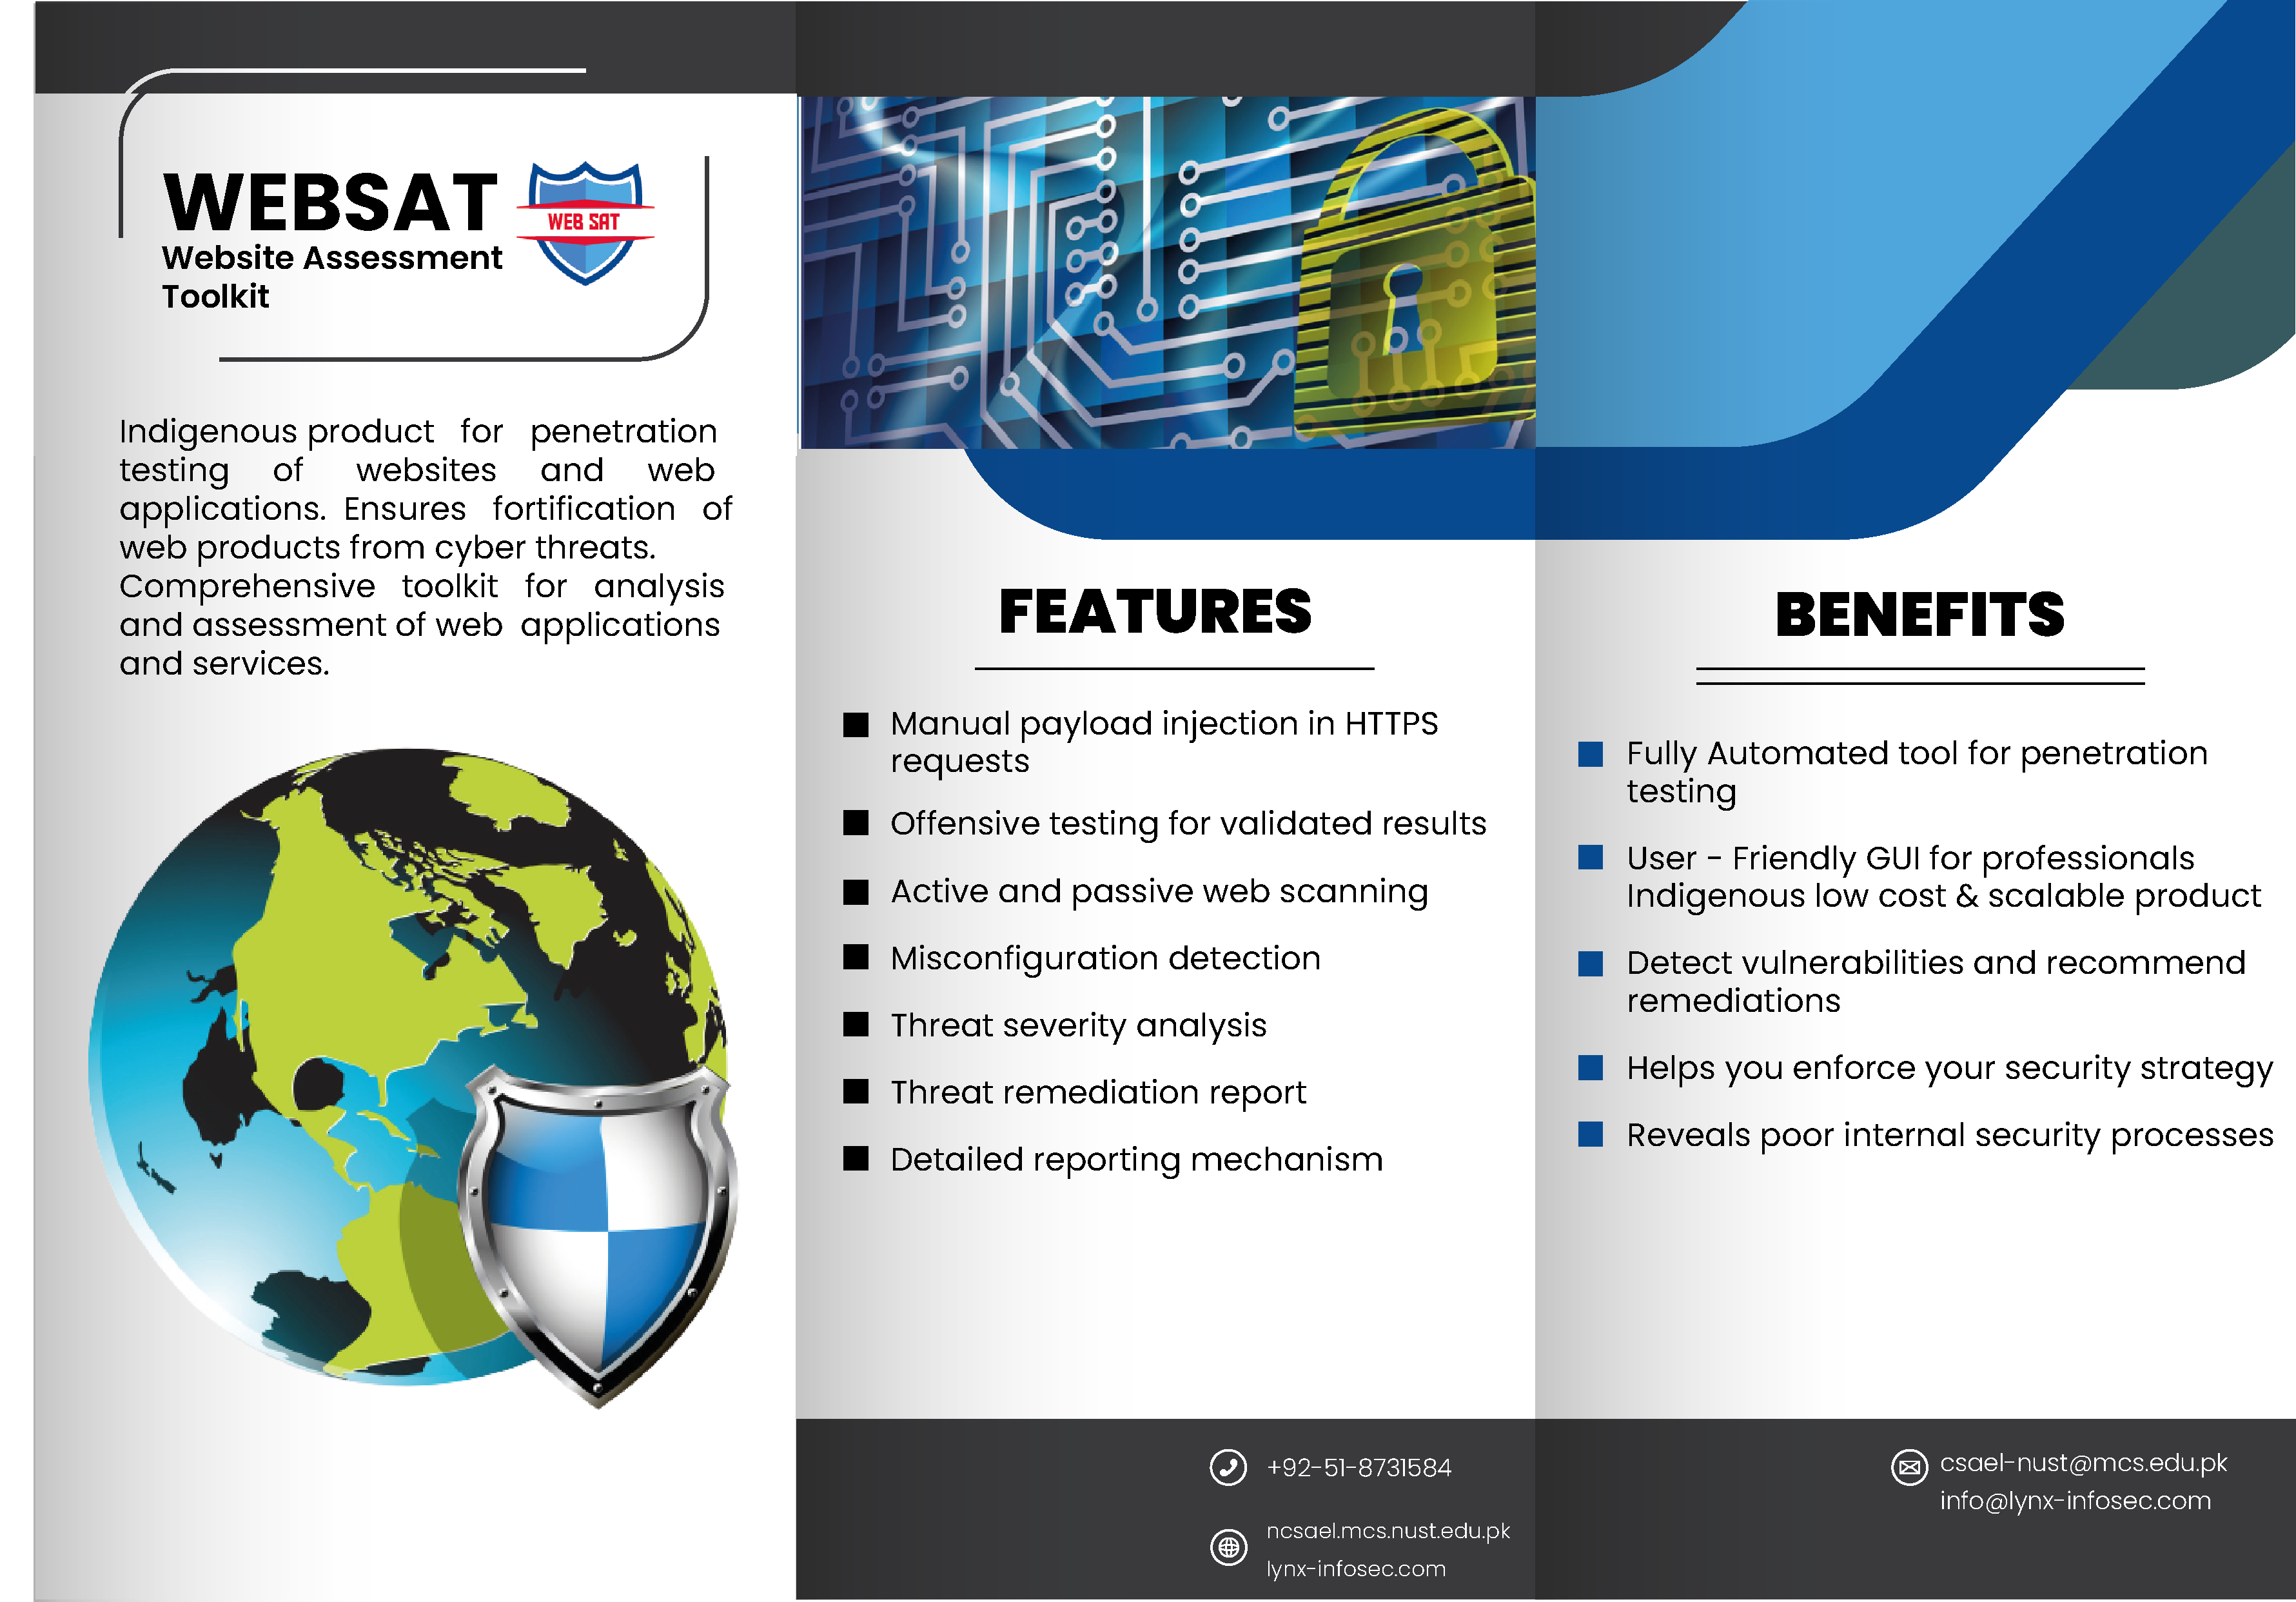 WEBSAT
WEB SAT
Website Assessment
Toolkit
Indigenous product for penetration
testing of websites and web
applications. Ensures fortification of
web products from cyber threats.
Comprehensive toolkit for analysis
and assessment of web applications
and services.
FEATURES
Manual payload injection in HTTPS
requests
Offensive testing for validated results
Active and passive web scanning
Misconfiguration detection
Threat severity analysis
Threat remediation report
Detailed reporting mechanism
BENEFITS
Fully Automated tool for penetration
testing
User - Friendly GUI for professionals
Indigenous low cost & scalable product
Detect vulnerabilities and recommend
remediations
Helps you enforce your security strategy
Reveals poor internal security processes
+92-51-8731584
ncsael.mcs.nust.edu.pk
lynx-infosec.com
csael-nust@mcs.edu.pk
info@lynx-infosec.com